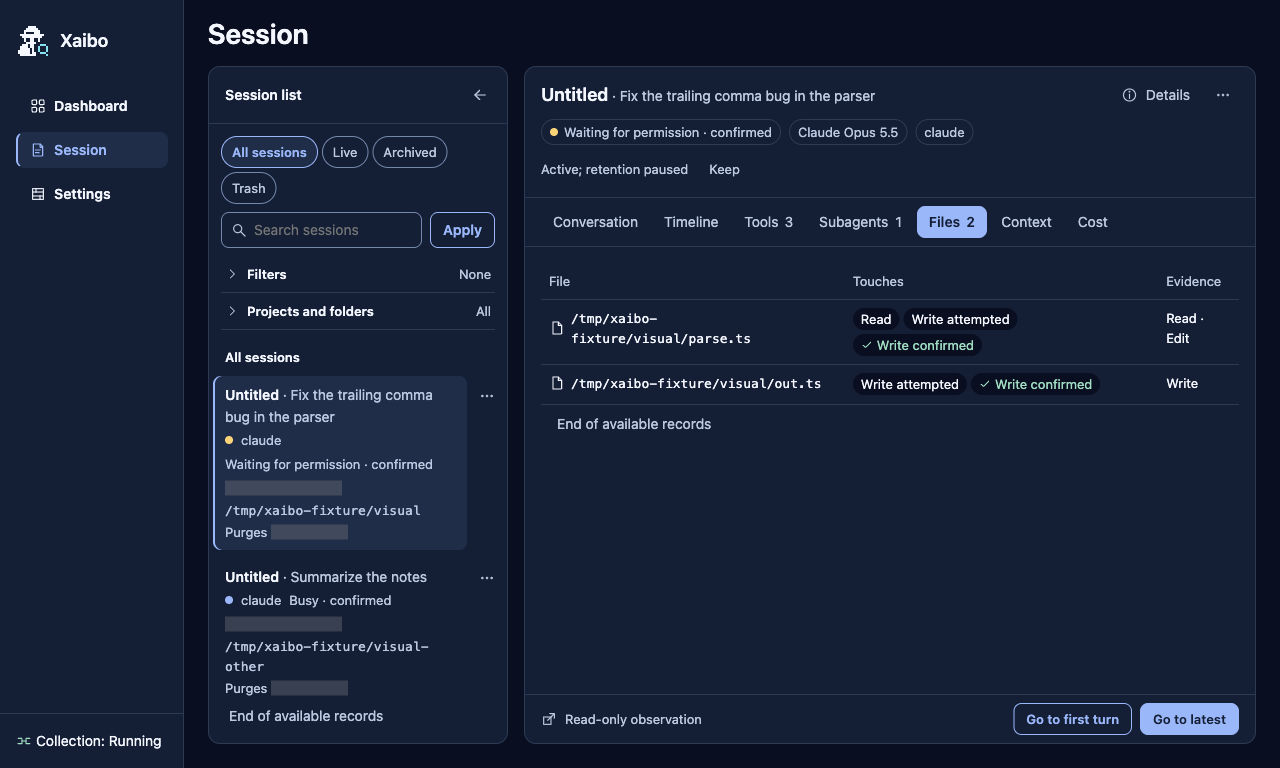 Xaibo
Dashboard
Session
Settings
Collection: Running
Session
Session list
All sessions
Live
Archived
Trash
Search sessions
Apply
Filters None
Projects and folders All
All sessions
Untitled · Fix the trailing comma
bug in the parser
claude
Waiting for permission · confirmed
/tmp/xaibo-fixture/visual
Purges
Untitled · Summarize the notes
claude Busy · confirmed
/tmp/xaibo-fixture/visual-
other
Purges
End of available records
Untitled · Fix the trailing comma bug in the parser
Details
Waiting for permission · confirmed
Claude Opus 5.5
claude
Active; retention paused Keep
Conversation Timeline Tools 3 Subagents 1 Files 2 Context Cost
File Touches Evidence
/tmp/xaibo-
fixture/visual/parse.ts
Read Write attempted
Write confirmed
Read ·
Edit
/tmp/xaibo-fixture/visual/out.ts Write attempted Write confirmed Write
End of available records
Read-only observation
Go to first turn
Go to latest